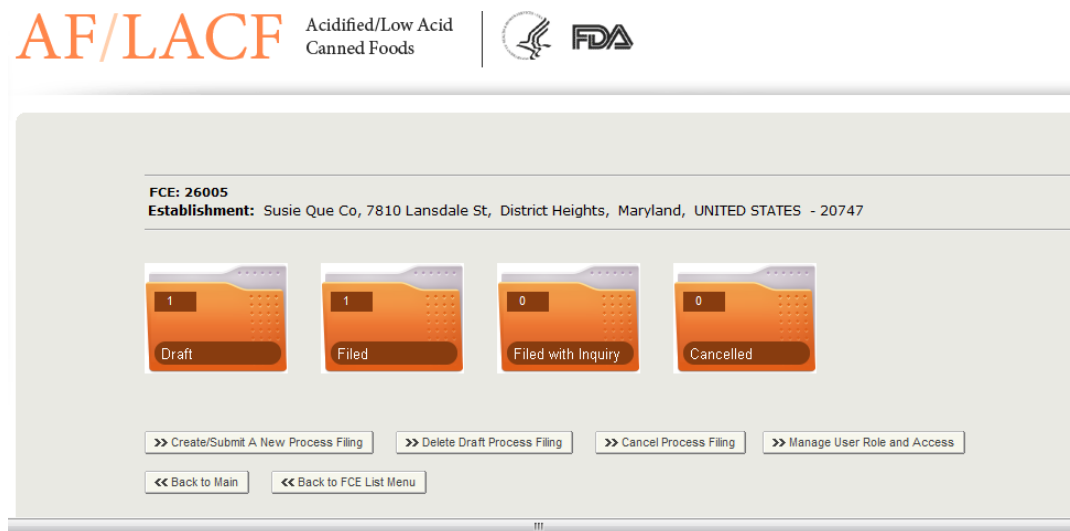 AF/LACF Acidified/Low Acid
Canned Foods
FDA
FCE: 26005
Establishment: Susie Que Co, 7810 Lansdale St, District Heights, Maryland, UNITED STATES - 20747
1 1 0 0
Draft Filed Filed with Inquiry Cancelled
>> Create/Submit A New Process Filing >> Delete Draft Process Filing >> Cancel Process Filing >> Manage User Role and Access
<< Back to Main << Back to FCE List Menu